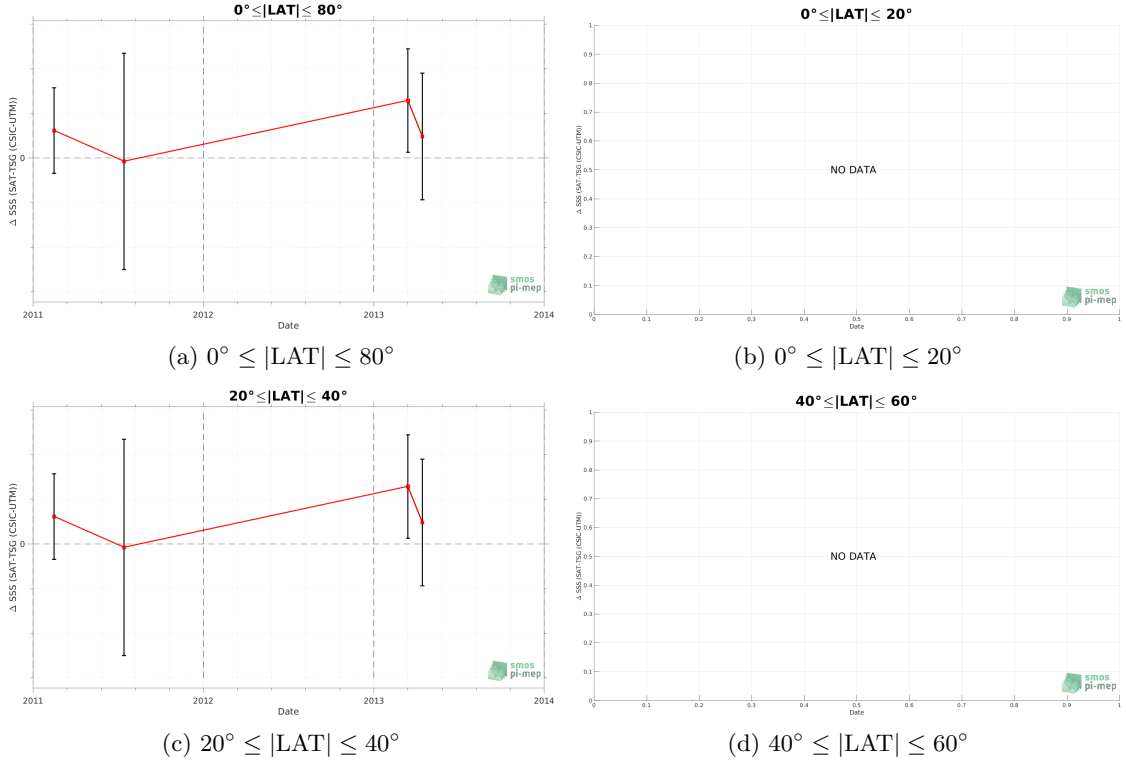 0°≤|LAT|≤ 80°
Δ SSS (SAT-TSG (CSIC-UTM))
0
2011 2012 2013 2014
Date
smos
pi-mep
(a) 0° ≤ |LAT| ≤ 80°
0°≤|LAT|≤ 20°
Δ SSS (SAT-TSG (CSIC-UTM))
1
0.9
0.8
0.7
0.6
0.5
0.4
0.3
0.2
0.1
0
NO DATA
0 0.1 0.2 0.3 0.4 0.5 0.6 0.7 0.8 0.9 1
Date
smos
pi-mep
(b) 0° ≤ |LAT| ≤ 20°
20°≤|LAT|≤ 40°
Δ SSS (SAT-TSG (CSIC-UTM))
0
2011 2012 2013 2014
Date
smos
pi-mep
(c) 20° ≤ |LAT| ≤ 40°
40°≤|LAT|≤ 60°
Δ SSS (SAT-TSG (CSIC-UTM))
1
0.9
0.8
0.7
0.6
0.5
0.4
0.3
0.2
0.1
0
NO DATA
0 0.1 0.2 0.3 0.4 0.5 0.6 0.7 0.8 0.9 1
Date
smos
pi-mep
(d) 40° ≤ |LAT| ≤ 60°